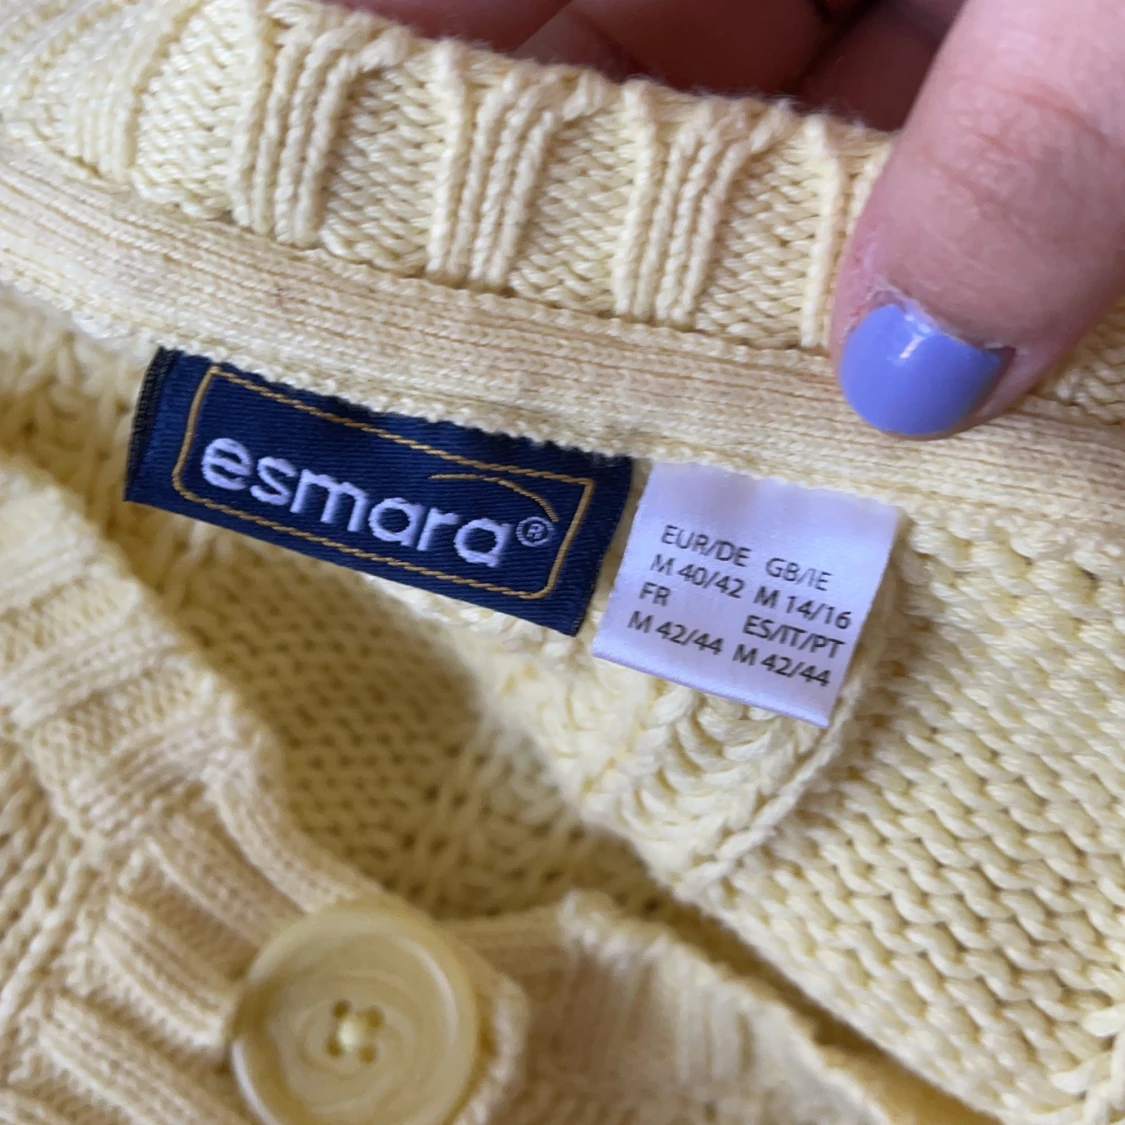 esmara®
EUR/DE GB/IE
M 40/42 M 14/16
FR ES/IT/PT
M 42/44 M 42/44